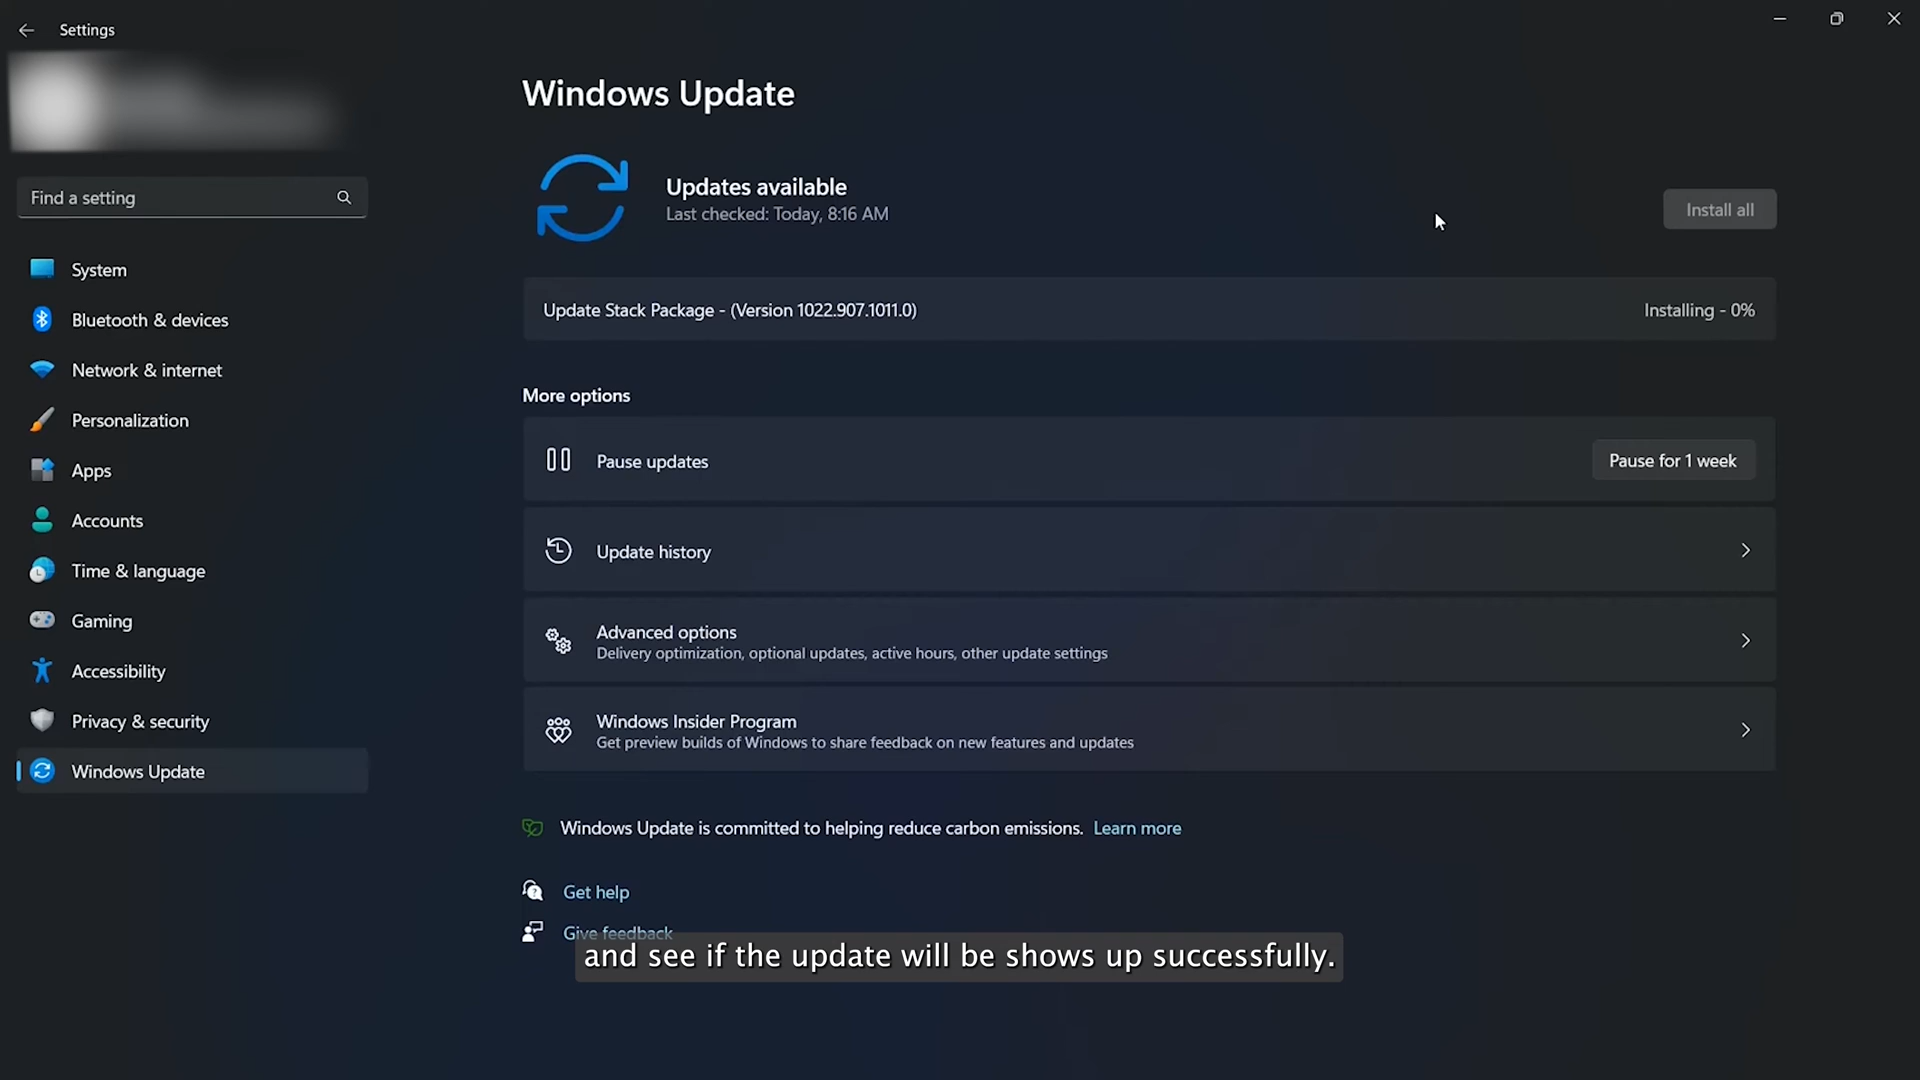 Settings
Find a setting
System
Bluetooth & devices
Network & internet
Personalization
Apps
Accounts
Time & language
Gaming
Accessibility
Privacy & security
Windows Update
Windows Update
Updates available
Last checked: Today, 8:16 AM
Install all
Update Stack Package - (Version 1022.907.1011.0)
Installing - 0%
More options
Pause updates
Pause for 1 week
Update history
Advanced options
Delivery optimization, optional updates, active hours, other update settings
Windows Insider Program
Get preview builds of Windows to share feedback on new features and updates
Windows Update is committed to helping reduce carbon emissions. Learn more
Get help
Give feedback
and see if the update will be shows up successfully.